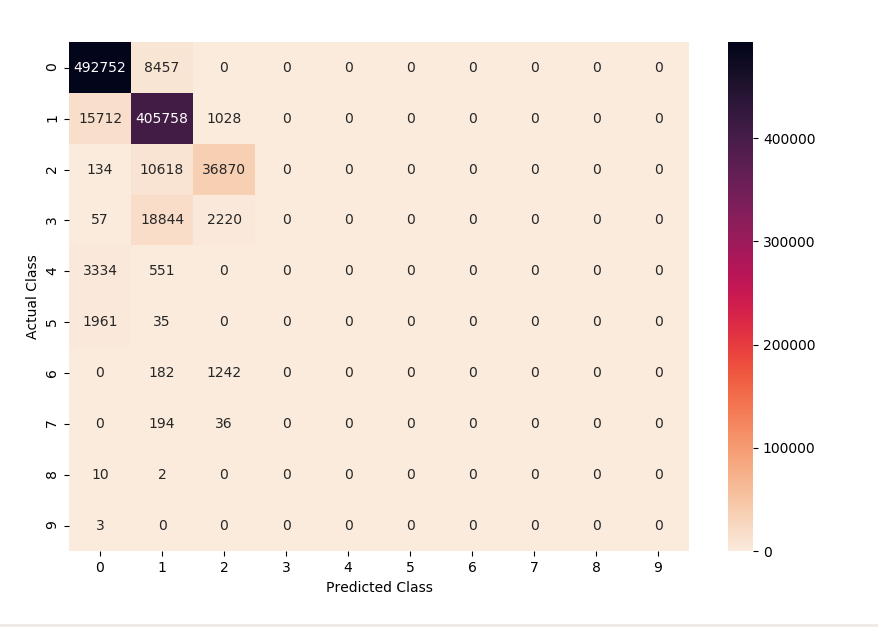 0 492752 8457 0 0 0 0 0 0 0 0
1 15712 405758 1028 0 0 0 0 0 0 0
2 134 10618 36870 0 0 0 0 0 0 0
3 57 18844 2220 0 0 0 0 0 0 0
4 3334 551 0 0 0 0 0 0 0 0
5 1961 35 0 0 0 0 0 0 0 0
6 0 182 1242 0 0 0 0 0 0 0
7 0 194 36 0 0 0 0 0 0 0
8 10 2 0 0 0 0 0 0 0 0
9 3 0 0 0 0 0 0 0 0 0
0 1 2 3 4 5 6 7 8 9
Predicted Class
Actual Class
400000
300000
200000
100000
0